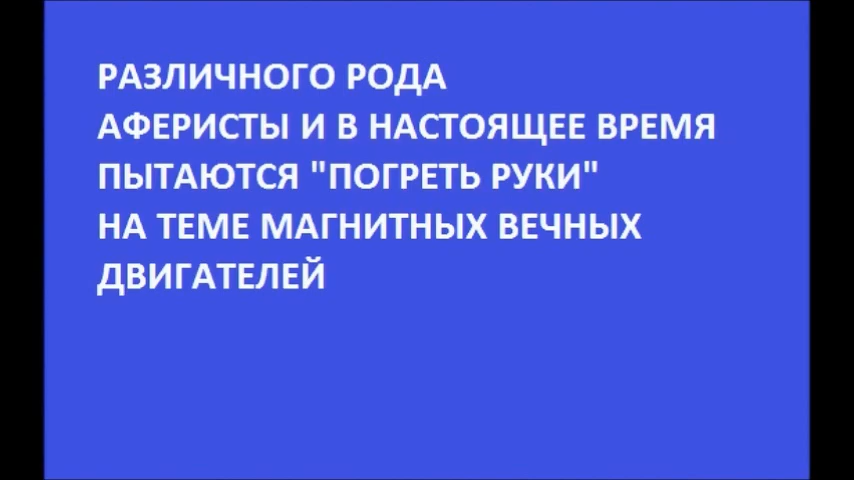 РАЗЛИЧНОГО РОДА
АФЕРИСТЫ И В НАСТОЯЩЕЕ ВРЕМЯ
ПЫТАЮТСЯ "ПОГРЕТЬ РУКИ"
НА ТЕМЕ МАГНИТНЫХ ВЕЧНЫХ
ДВИГАТЕЛЕЙ